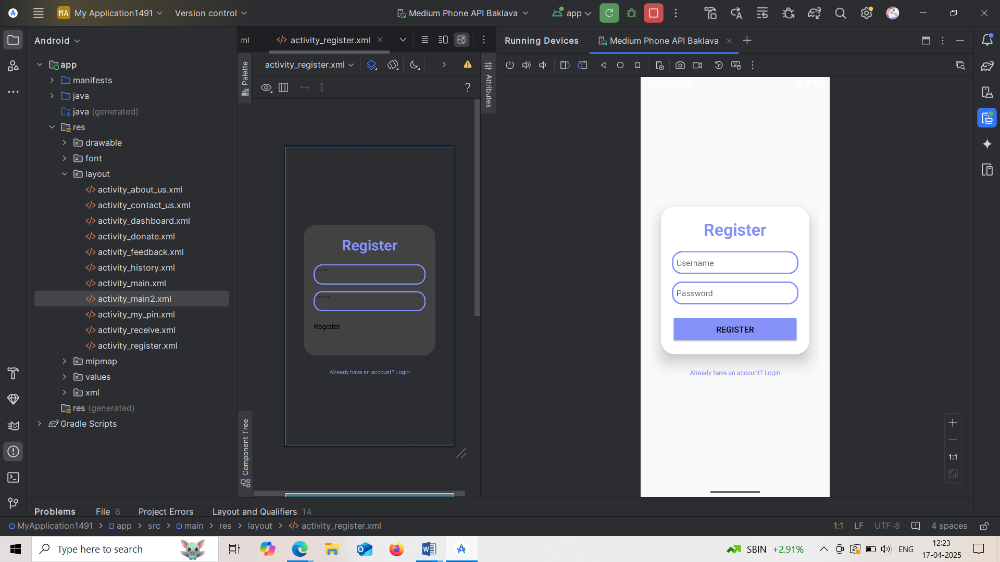 MA My Application1491 Version control Medium Phone API Baklava app
Android
app
manifests
java
java (generated)
res
drawable
font
layout
activity_about_us.xml
activity_contact_us.xml
activity_dashboard.xml
activity_donate.xml
activity_feedback.xml
activity_history.xml
activity_main.xml
activity_main2.xml
activity_my_pin.xml
activity_receive.xml
activity_register.xml
mipmap
values
xml
res (generated)
Gradle Scripts
activity_register.xml
activity_register.xml
Palette
Component Tree
Attributes
?
Register
Username
Password
Register
Already have an account? Login
Running Devices Medium Phone API Baklava
Register
Username
Password
REGISTER
Already have an account? Login
1:1
Problems File 8 Project Errors Layout and Qualifiers 14
MyApplication1491 > app > src > main > res > layout > activity_register.xml 1:1 LF UTF-8 4 spaces
Type here to search SBIN +2.91% ENG 12:23
17-04-2025